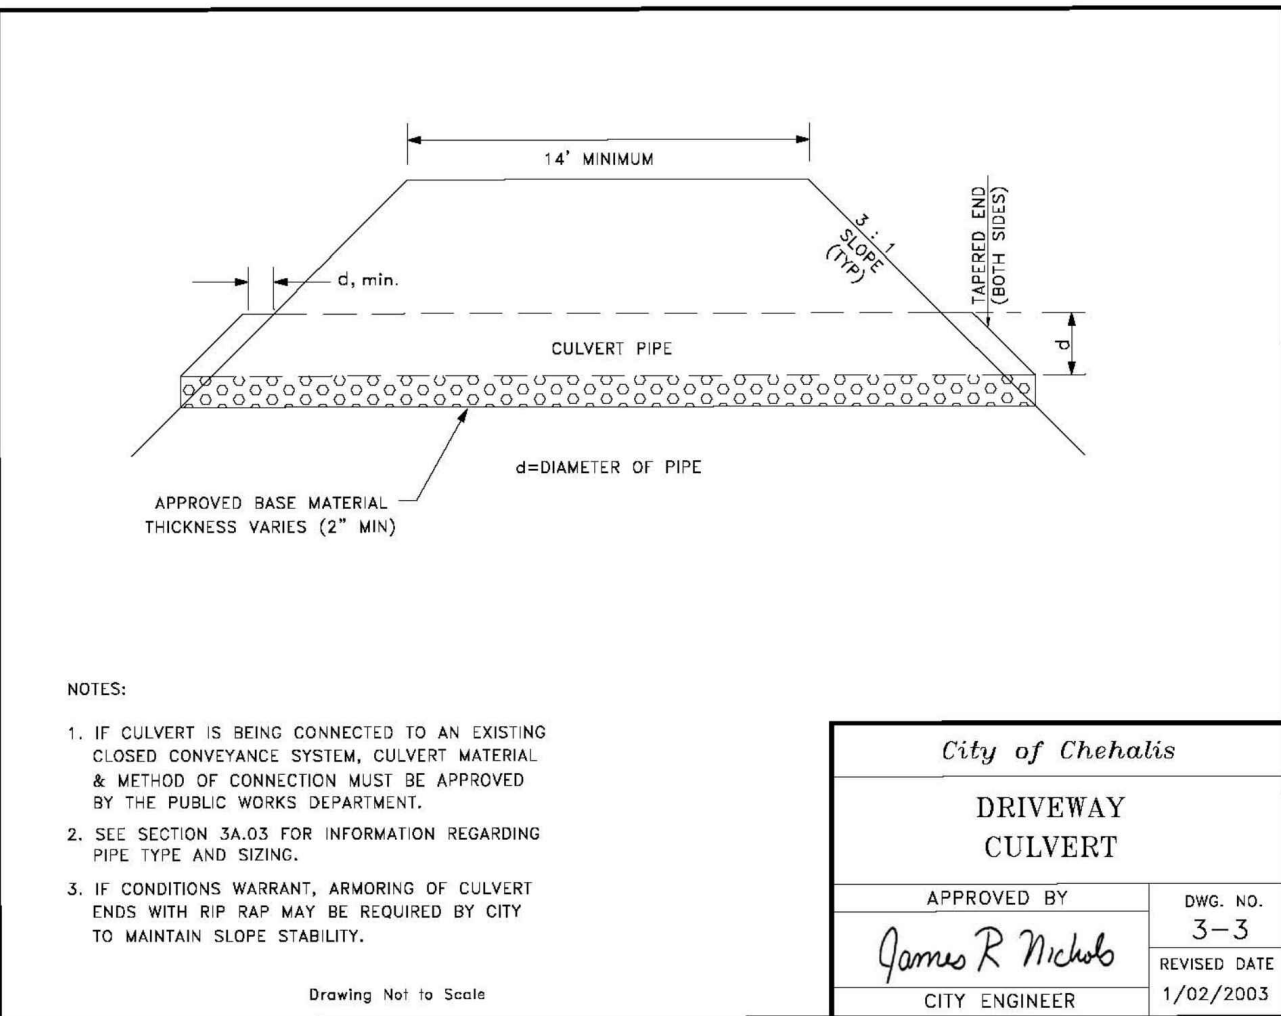 14' MINIMUM
3 : 1
SLOPE
(TYP)
TAPERED END
(BOTH SIDES)
d, min.
CULVERT PIPE
d
d=DIAMETER OF PIPE
APPROVED BASE MATERIAL
THICKNESS VARIES (2" MIN)
NOTES:
1. IF CULVERT IS BEING CONNECTED TO AN EXISTING
CLOSED CONVEYANCE SYSTEM, CULVERT MATERIAL
& METHOD OF CONNECTION MUST BE APPROVED
BY THE PUBLIC WORKS DEPARTMENT.
2. SEE SECTION 3A.03 FOR INFORMATION REGARDING
PIPE TYPE AND SIZING.
3. IF CONDITIONS WARRANT, ARMORING OF CULVERT
ENDS WITH RIP RAP MAY BE REQUIRED BY CITY
TO MAINTAIN SLOPE STABILITY.
Drawing Not to Scale
City of Chehalis
DRIVEWAY
CULVERT
APPROVED BY
James R Nichols
CITY ENGINEER
DWG. NO.
3-3
REVISED DATE
1/02/2003